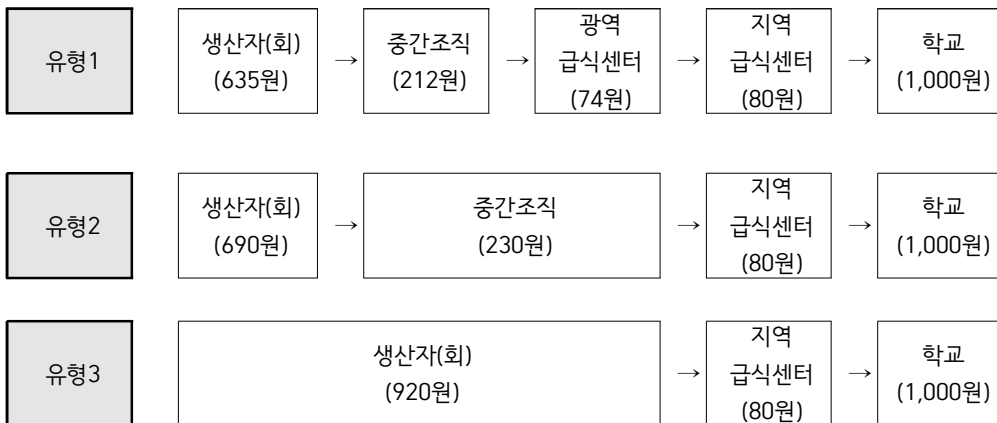 유형1
생산자(회)
(635원)
→
중간조직
(212원)
→
광역
급식센터
(74원)
→
지역
급식센터
(80원)
→
학교
(1,000원)
유형2
생산자(회)
(690원)
→
중간조직
(230원)
→
지역
급식센터
(80원)
→
학교
(1,000원)
유형3
생산자(회)
(920원)
→
지역
급식센터
(80원)
→
학교
(1,000원)